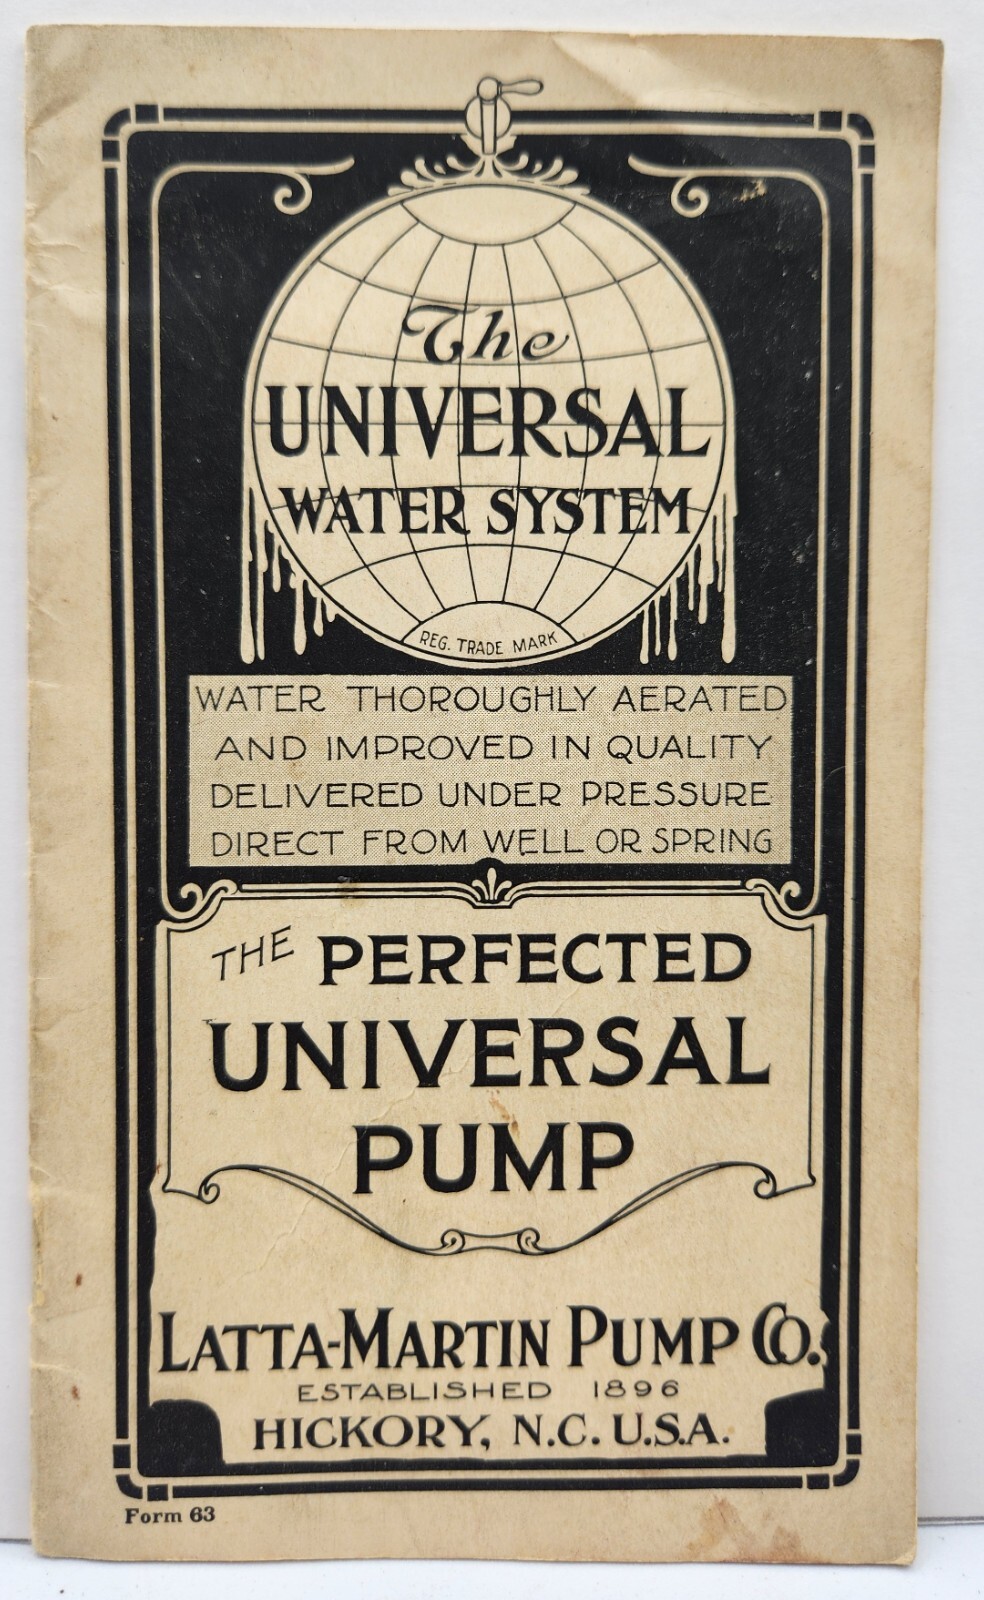 The
UNIVERSAL
WATER SYSTEM
REG. TRADE MARK
WATER THOROUGHLY AERATED
AND IMPROVED IN QUALITY
DELIVERED UNDER PRESSURE
DIRECT FROM WELL OR SPRING
THE PERFECTED
UNIVERSAL
PUMP
LATTA-MARTIN PUMP CO.
ESTABLISHED 1896
HICKORY, N.C. U.S.A.
Form 63